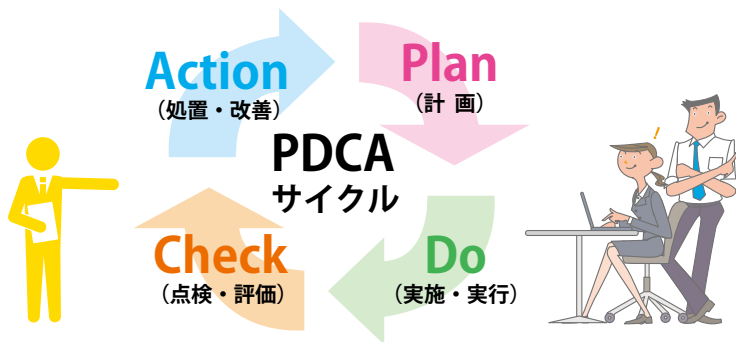 Action
（処置・改善）
Plan
（計 画）
PDCA
サイクル
Check
（点検・評価）
Do
（実施・実行）